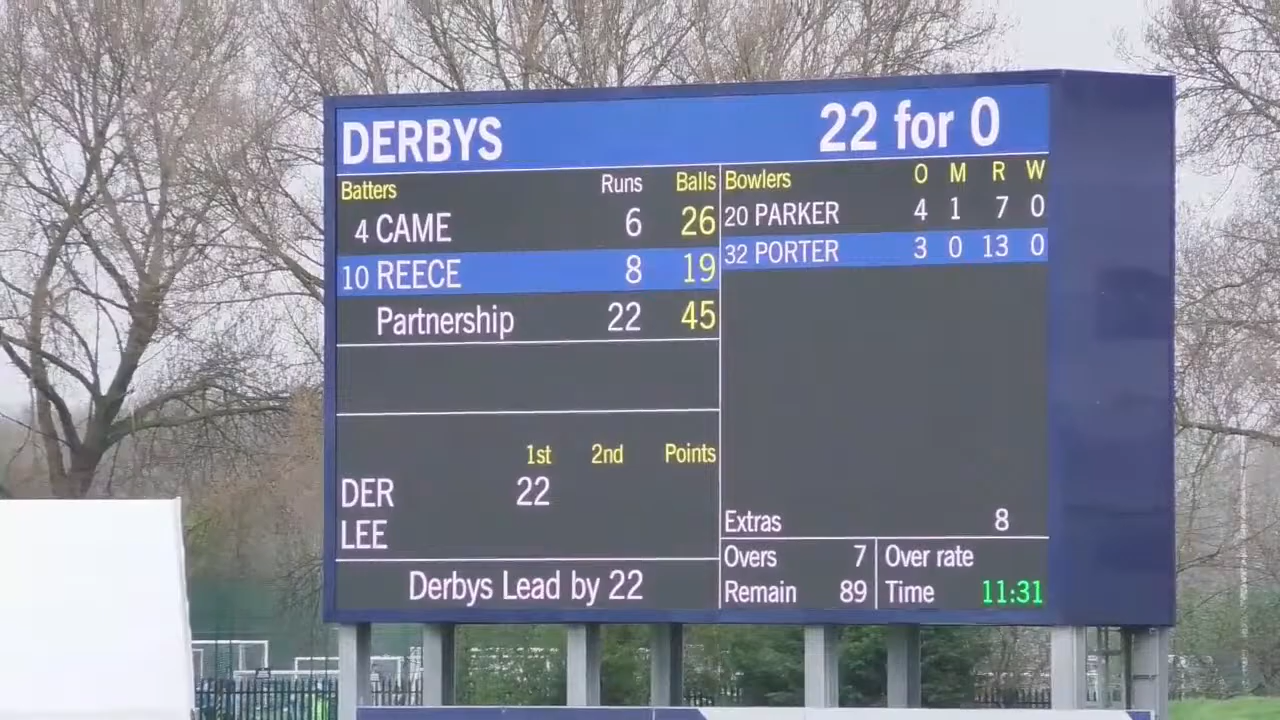 DERBYS 22 for 0
Batters Runs Balls
4 CAME 6 26
10 REECE 8 19
Partnership 22 45
1st 2nd Points
DER 22
LEE
Derbys Lead by 22
Bowlers O M R W
20 PARKER 4 1 7 0
32 PORTER 3 0 13 0
Extras 8
Overs 7
Remain 89
Over rate
Time 11:31